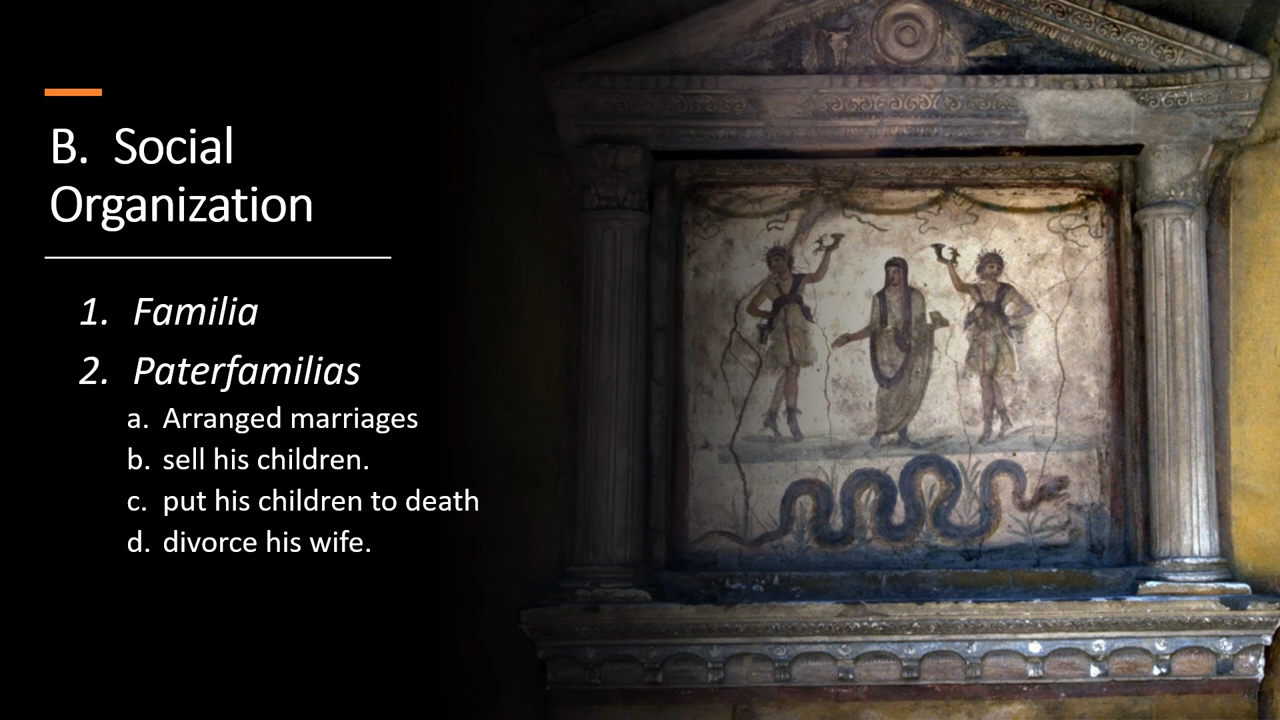 B. Social
Organization
1. Familia
2. Paterfamilias
a. Arranged marriages
b. sell his children.
c. put his children to death
d. divorce his wife.